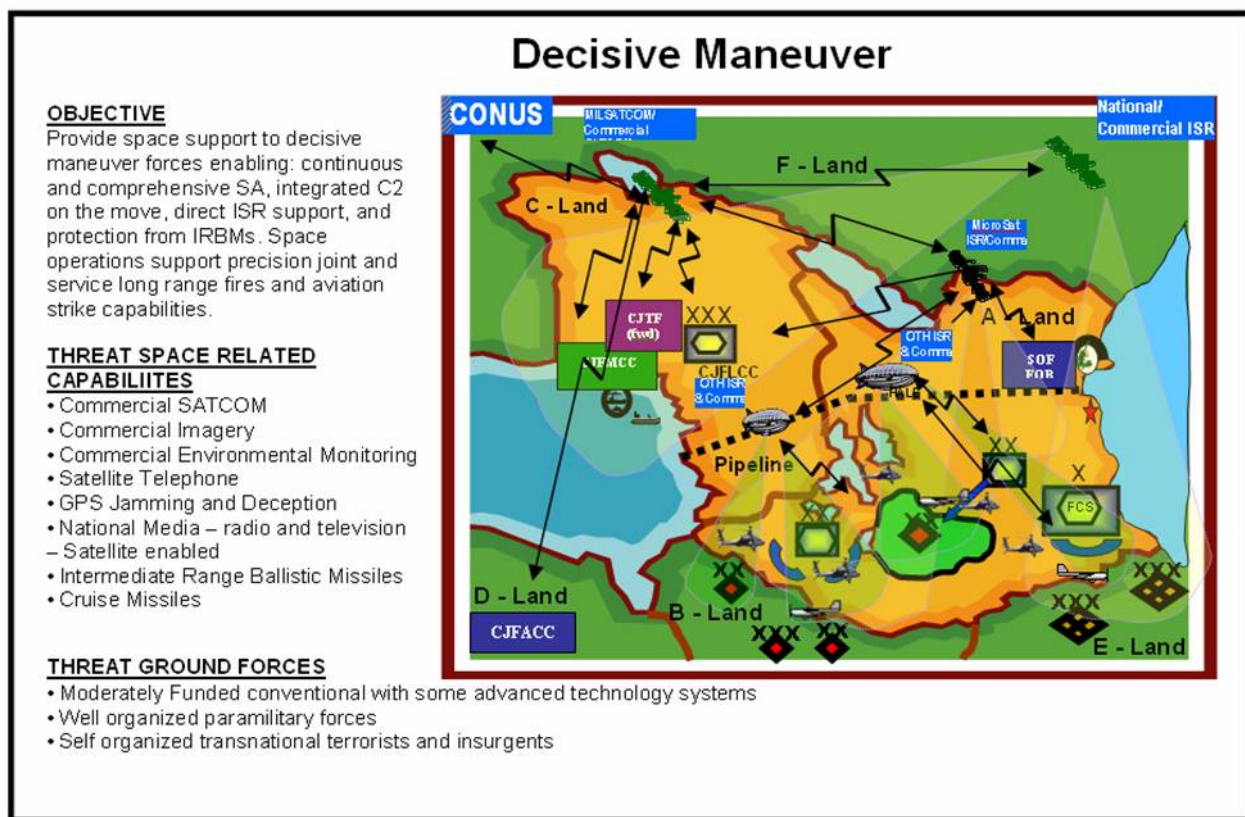 Decisive Maneuver
OBJECTIVE
Provide space support to decisive
maneuver forces enabling: continuous
and comprehensive SA, integrated C2
on the move, direct ISR support, and
protection from IRBMs. Space
operations support precision joint and
service long range fires and aviation
strike capabilities.
THREAT SPACE RELATED
CAPABILIITES
• Commercial SATCOM
• Commercial Imagery
• Commercial Environmental Monitoring
• Satellite Telephone
• GPS Jamming and Deception
• National Media – radio and television
– Satellite enabled
• Intermediate Range Ballistic Missiles
• Cruise Missiles
THREAT GROUND FORCES
• Moderately Funded conventional with some advanced technology systems
• Well organized paramilitary forces
• Self organized transnational terrorists and insurgents
CONUS
MILSATCOM/
Commercial
National/
Commercial ISR
F - Land
C - Land
MicroSat
ISR/Comma
A - Land
CJTF
(fwd)
XXX
CJFLCC
CJFMCC
OTH ISR
& Comma
OTH ISR
& Comma
SOF
FOB
Pipeline
XX
X
FCS
XX
XX
D - Land
CJFACC
B - Land
XXX
XX
XXX
XXX
E - Land